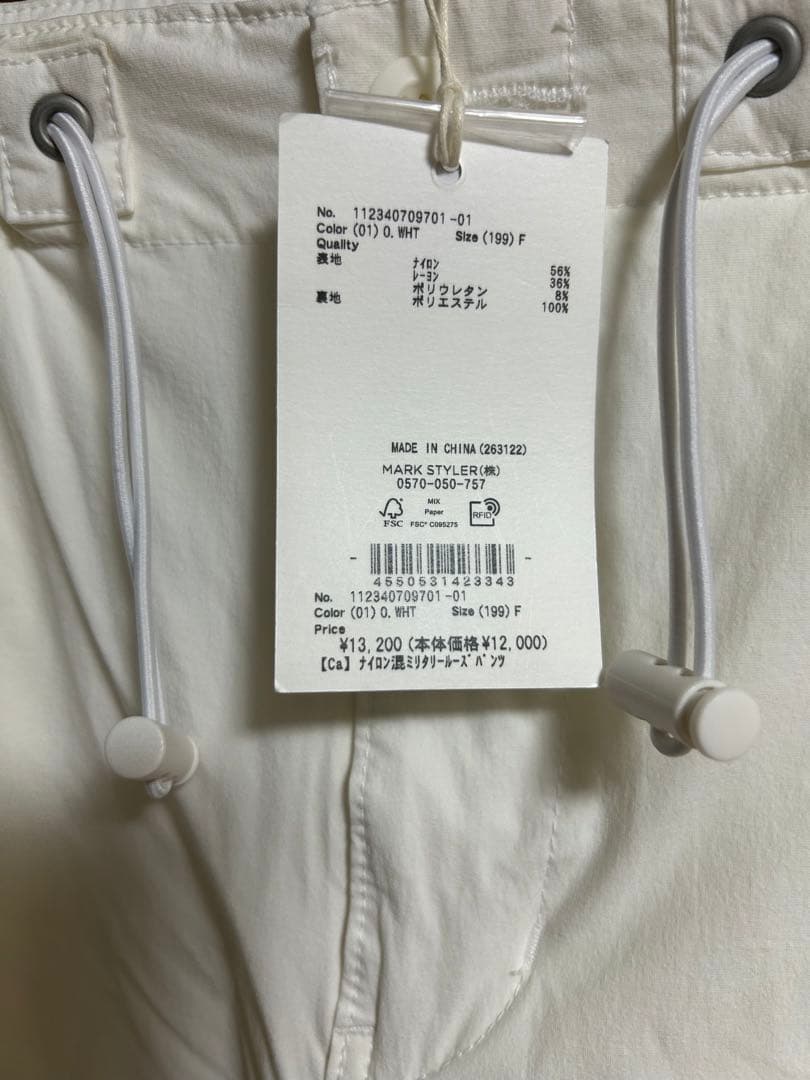 No. 112340709701-01
Color (01) O.WHT Size (199) F
Quality
表地 ナイロン 56%
レーヨン 36%
ポリウレタン 8%
裏地 ポリエステル 100%
MADE IN CHINA(263122)
MARK STYLER(株)
0570-050-757
FSC
MIX
Paper
FSC® C095275
RFID
4550531423343
No. 112340709701-01
Color (01) O.WHT Size (199) F
Price
¥13,200(本体価格¥12,000)
【Ca】ナイロン混ミリタリールーズパンツ